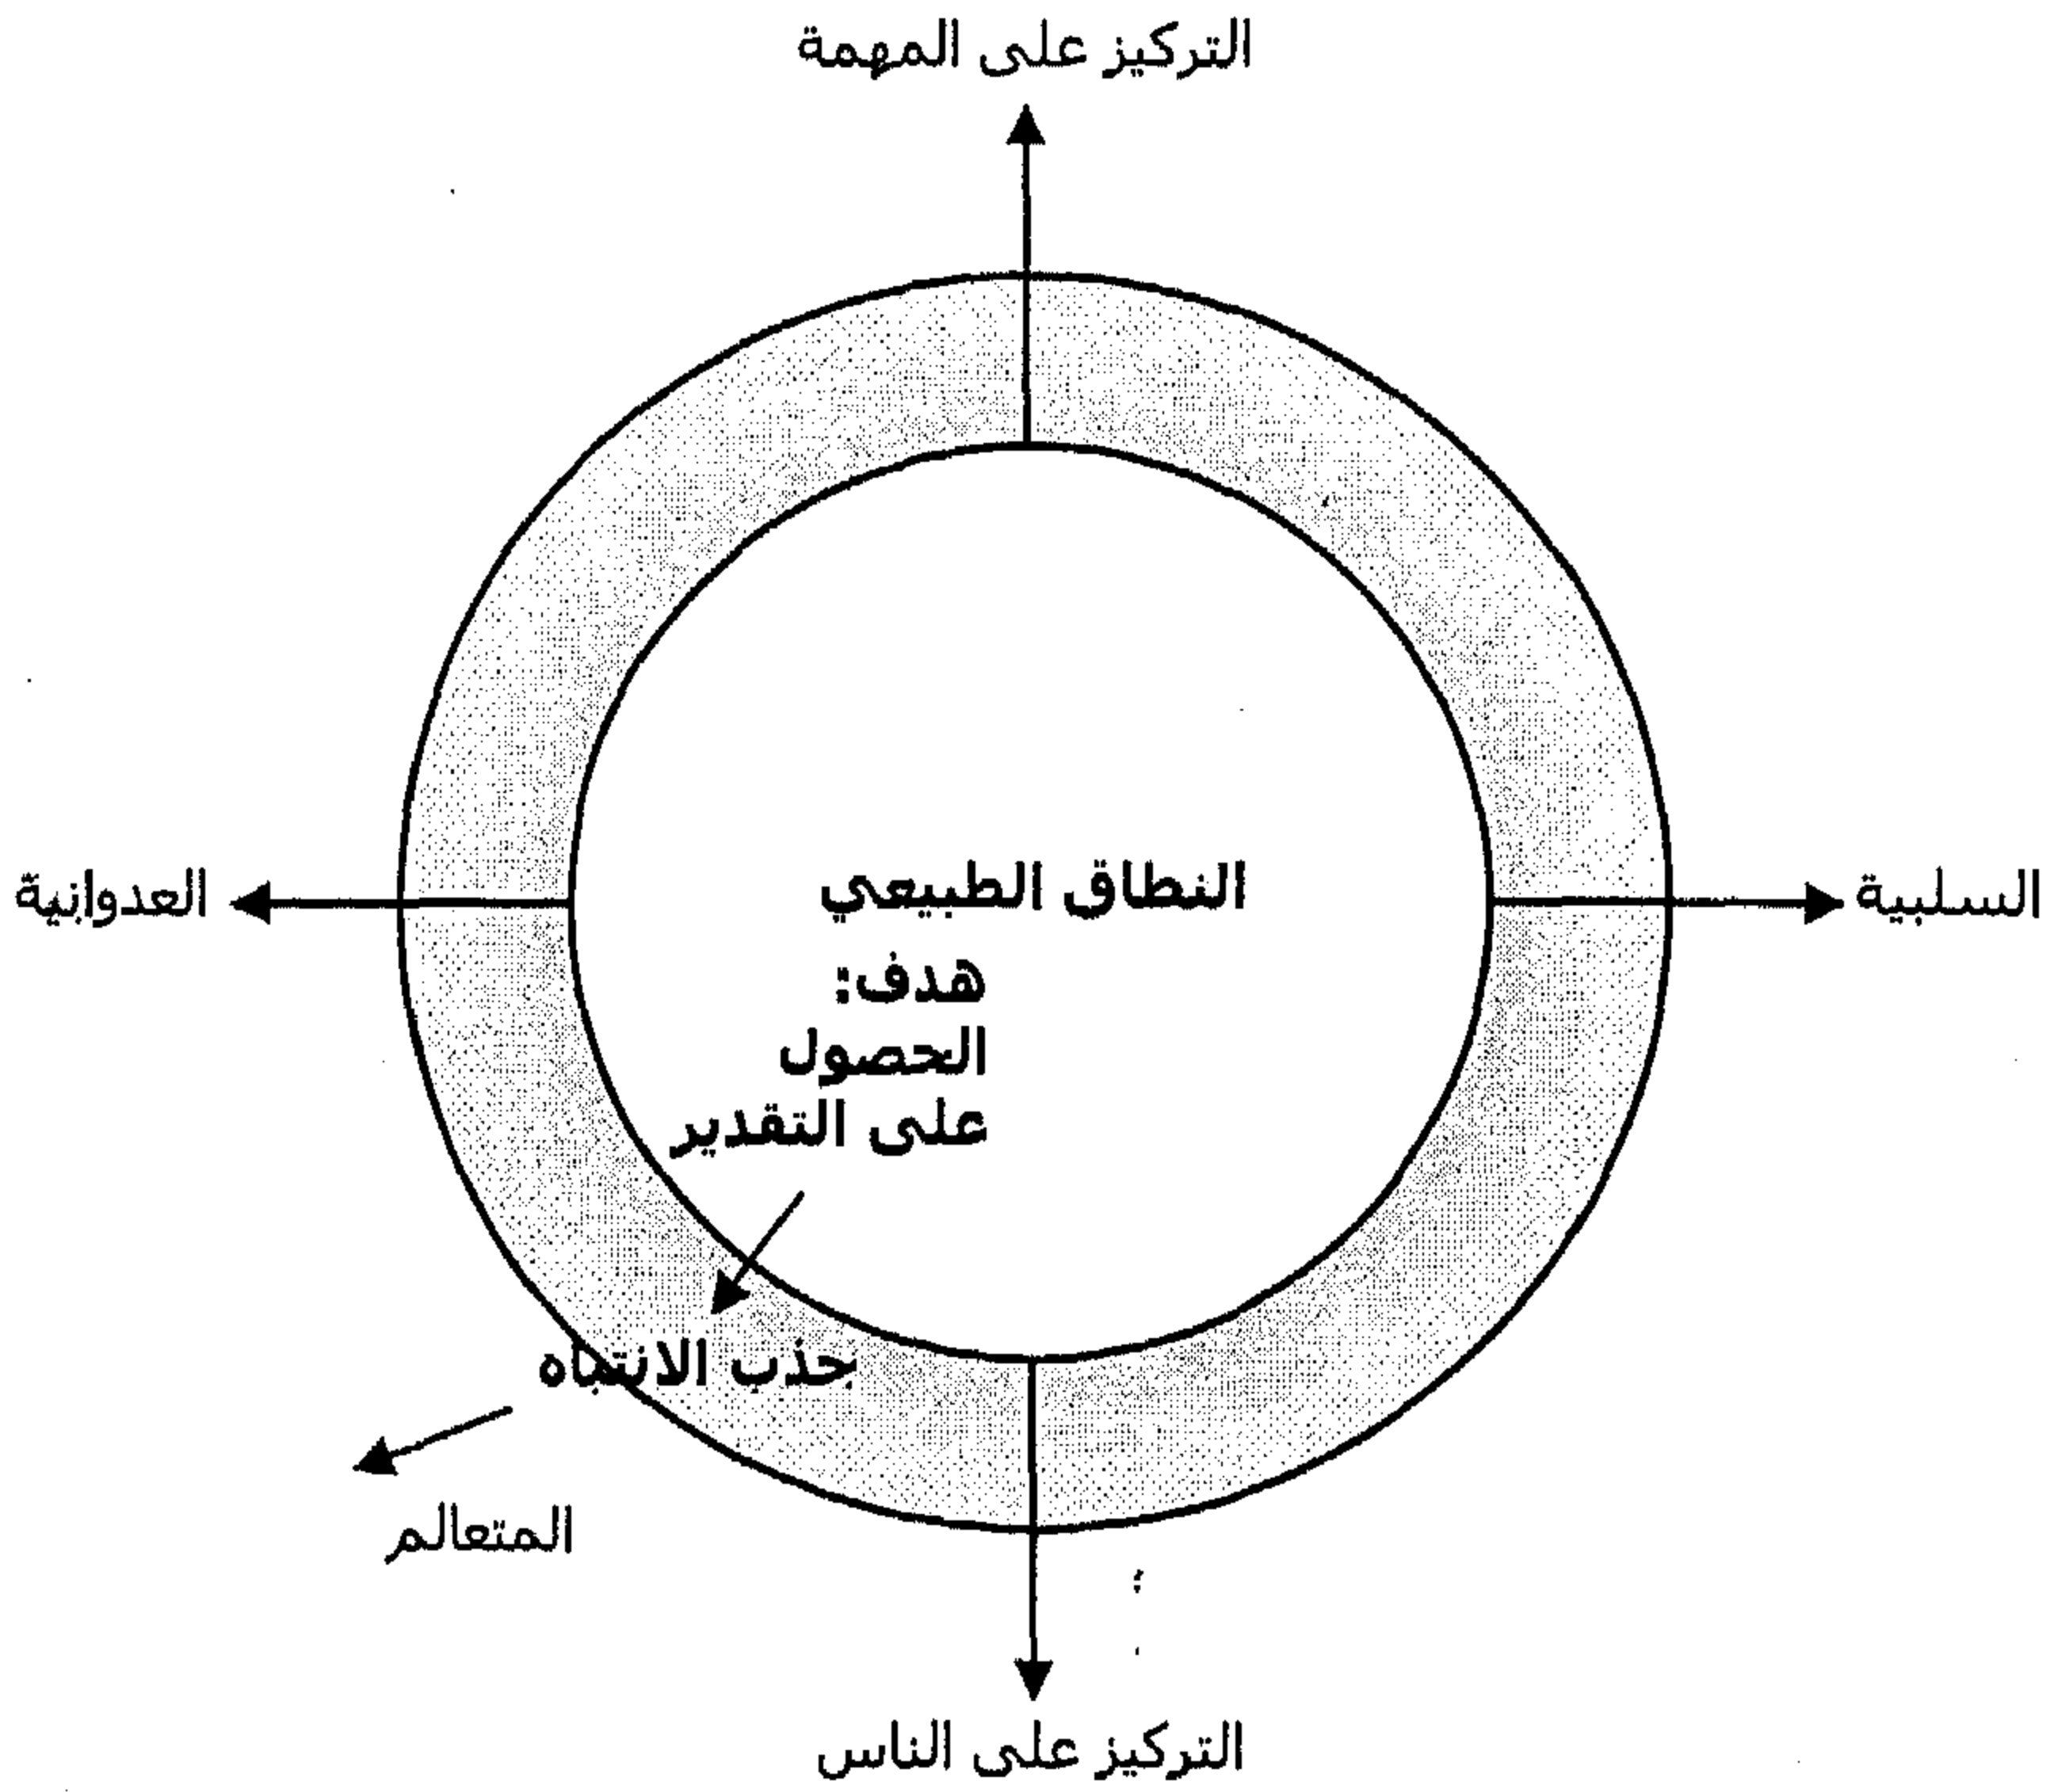 التركيز على المهمة
العدوانية
السلبية
النطاق الطبيعي
هدف:
الحصول
على التقدير
جذب الانتباه
المتعالم
التركيز على الناس